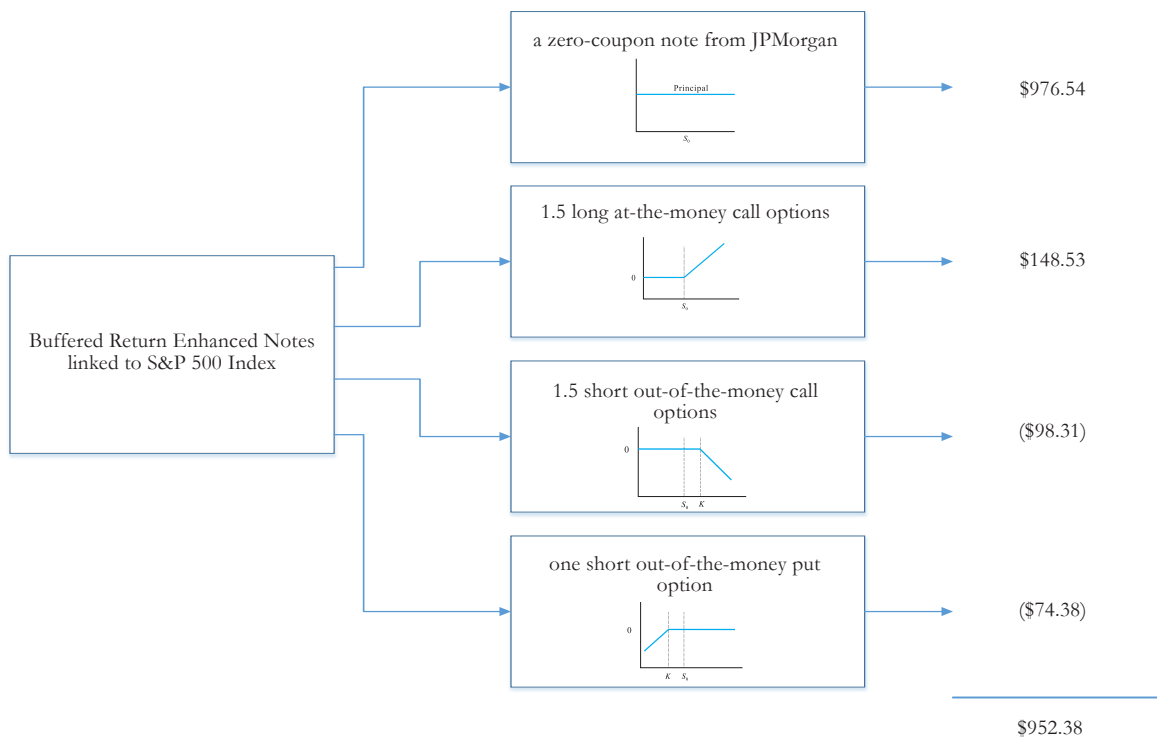 a zero-coupon note from JPMorgan
Principal
S₀
$976.54
1.5 long at-the-money call options
0
S₀
$148.53
Buffered Return Enhanced Notes
linked to S&P 500 Index
1.5 short out-of-the-money call
options
0
S₀ K
($98.31)
one short out-of-the-money put
option
0
K S₀
($74.38)
$952.38